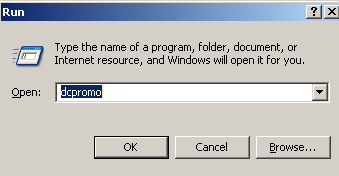 Run
Type the name of a program, folder, document, or
Internet resource, and Windows will open it for you.
Open: dcpromo
OK Cancel Browse...